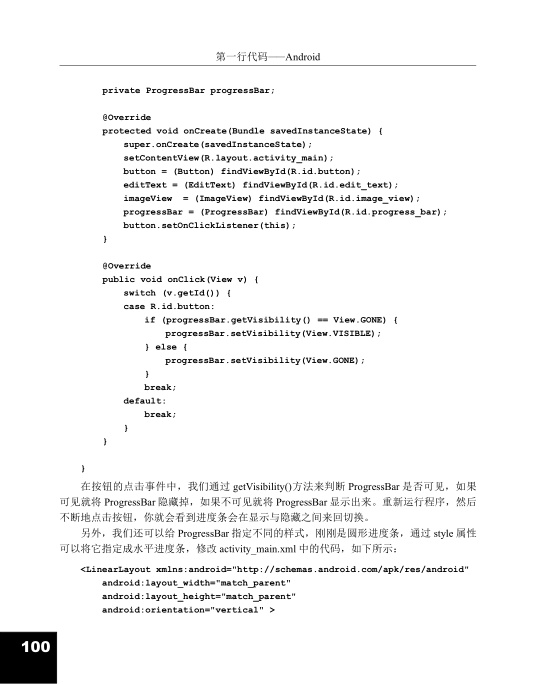 第一行代码——Android
private ProgressBar progressBar;
@Override
protected void onCreate(Bundle savedInstanceState) {
super.onCreate(savedInstanceState);
setContentView(R.layout.activity_main);
button = (Button) findViewById(R.id.button);
editText = (EditText) findViewById(R.id.edit_text);
imageView  = (ImageView) findViewById(R.id.image_view);
progressBar = (ProgressBar) findViewById(R.id.progress_bar);
button.setOnClickListener(this);
}
@Override
public void onClick(View v) {
switch (v.getId()) {
case R.id.button:
if (progressBar.getVisibility() == View.GONE) {
progressBar.setVisibility(View.VISIBLE);
} else {
progressBar.setVisibility(View.GONE);
}
break;
default:
break;
}
}
}
在按钮的点击事件中，我们通过 getVisibility()方法来判断 ProgressBar 是否可见，如果
可见就将 ProgressBar 隐藏掉，如果不可见就将 ProgressBar 显示出来。重新运行程序，然后
不断地点击按钮，你就会看到进度条会在显示与隐藏之间来回切换。
另外，我们还可以给 ProgressBar 指定不同的样式，刚刚是圆形进度条，通过 style 属性
可以将它指定成水平进度条，修改 activity_main.xml 中的代码，如下所示：
<LinearLayout xmlns:android="http://schemas.android.com/apk/res/android"
android:layout_width="match_parent"
android:layout_height="match_parent"
android:orientation="vertical" >
100